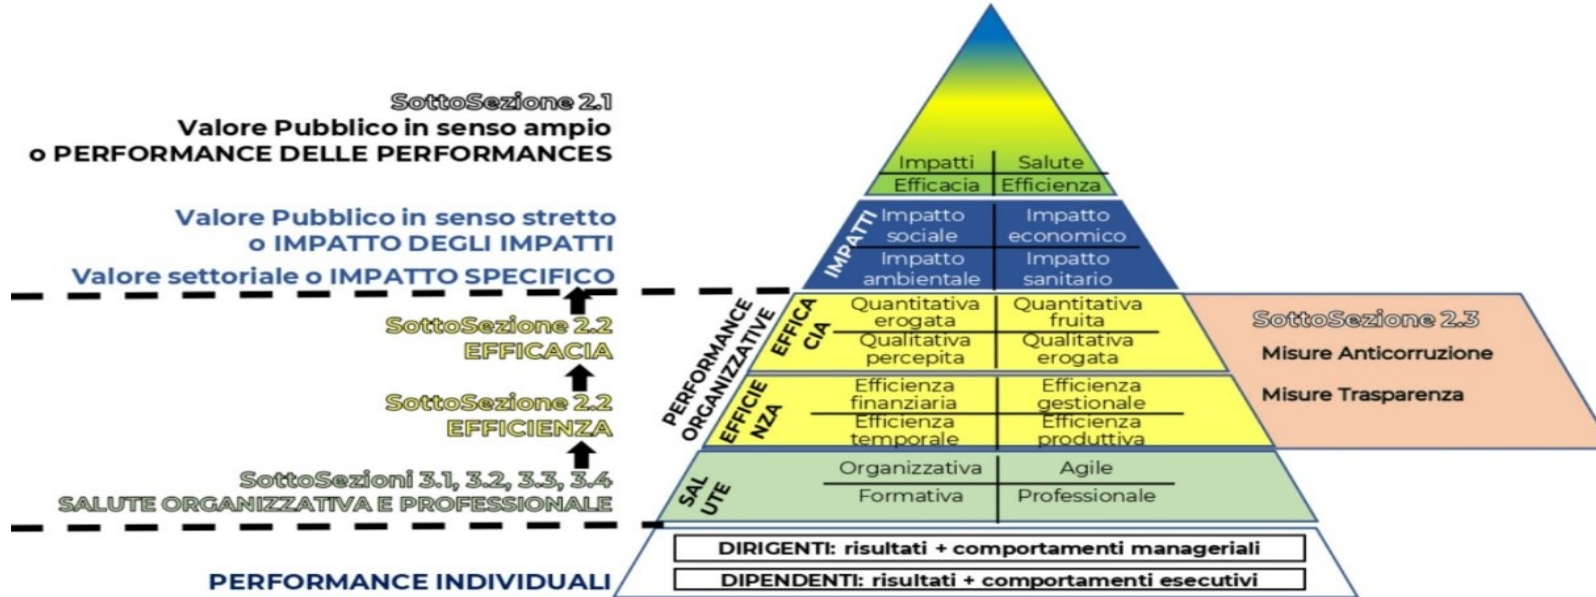 SottoSezione 2.1
Valore Pubblico in senso ampio
o PERFORMANCE DELLE PERFORMANCES
Impatti Salute
Efficacia Efficienza
Valore Pubblico in senso stretto
o IMPATTO DEGLI IMPATTI
Valore settoriale o IMPATTO SPECIFICO
IMPATTI
Impatto sociale
Impatto economico
Impatto ambientale
Impatto sanitario
SottoSezione 2.2
EFFICACIA
PERFORMANCE
ORGANIZZATIVE
EFFICA
CIA
Quantitativa erogata
Quantitativa fruita
Qualitativa percepita
Qualitativa erogata
SottoSezione 2.3
Misure Anticorruzione
Misure Trasparenza
SottoSezione 2.2
EFFICIENZA
EFFICIE
NZA
Efficienza finanziaria
Efficienza gestionale
Efficienza temporale
Efficienza produttiva
SottoSezioni 3.1, 3.2, 3.3, 3.4
SALUTE ORGANIZZATIVA E PROFESSIONALE
SAL
UTE
Organizzativa Agile
Formativa Professionale
PERFORMANCE INDIVIDUALI
DIRIGENTI: risultati + comportamenti manageriali
DIPENDENTI: risultati + comportamenti esecutivi